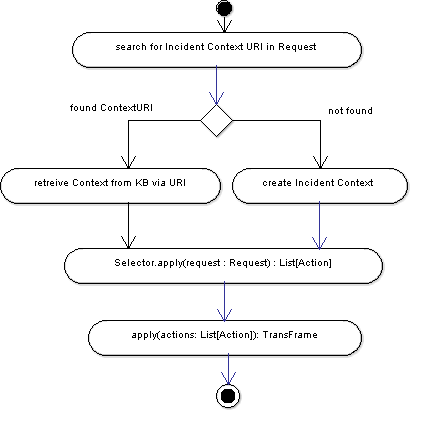 search for Incident Context URI in Request
found ContextURI
not found
retreive Context from KB via URI
create Incident Context
Selector.apply(request : Request) : List[Action]
apply(actions: List[Action]): TransFrame